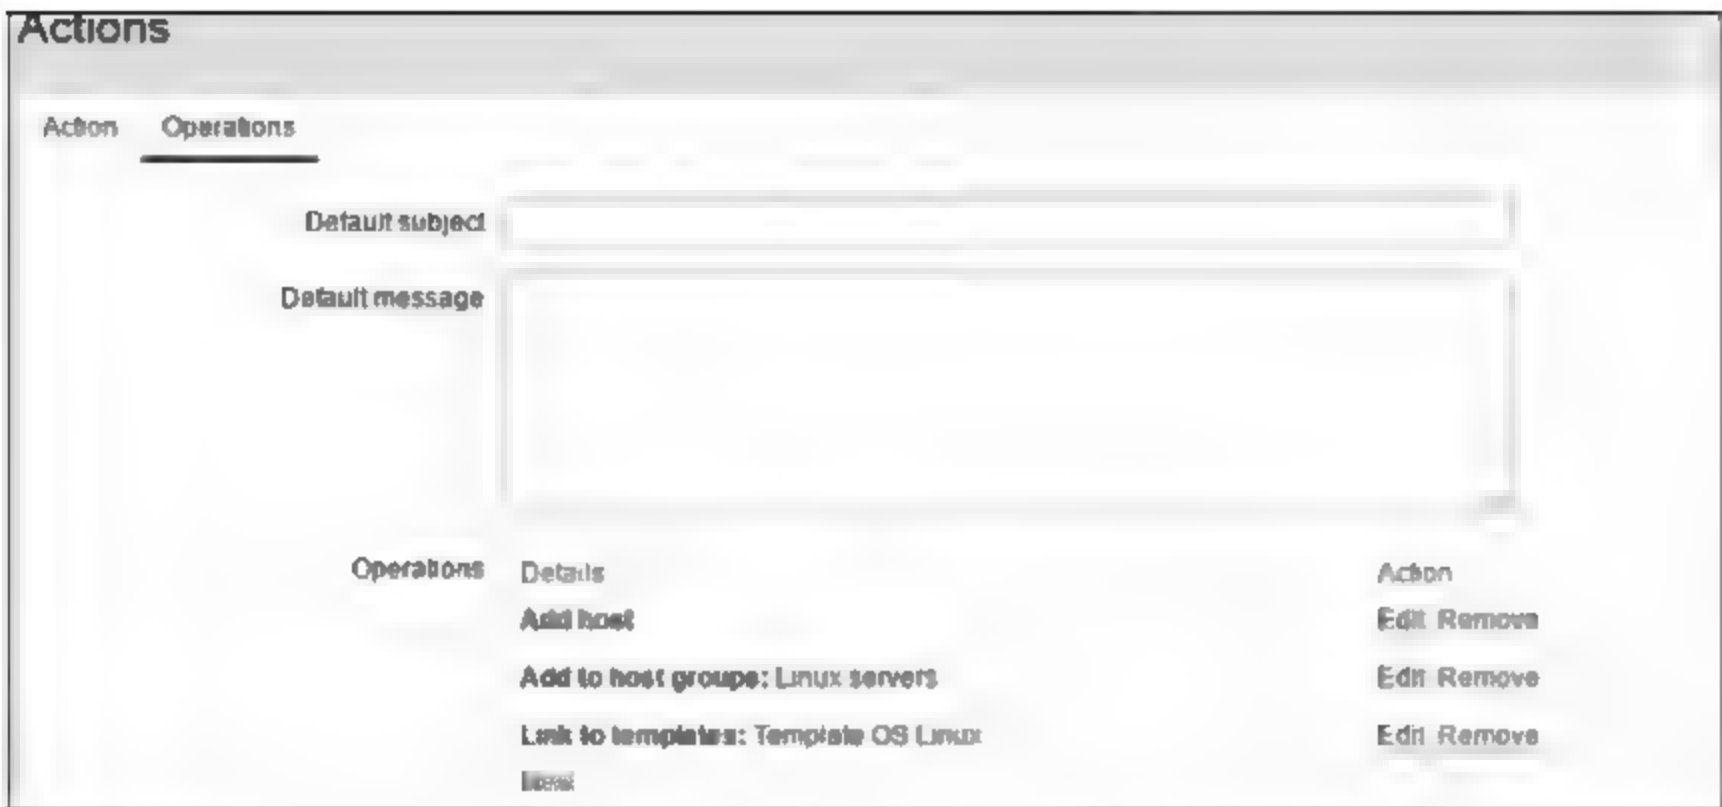 Actions
Action Operations
Default subject
Default message
Operations Details Action
Add host Edit Remove
Add to host groups: Linux servers Edit Remove
Link to templates: Template OS Linux Edit Remove